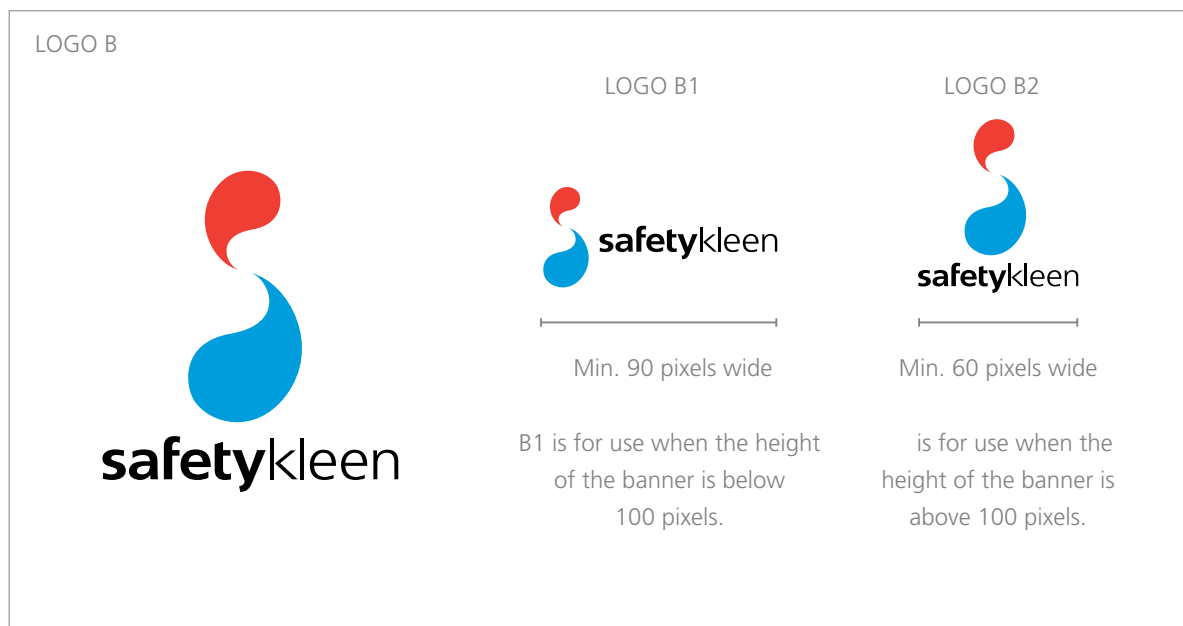 LOGO B
LOGO B1
LOGO B2
safetykleen
safetykleen
safetykleen
Min. 90 pixels wide
Min. 60 pixels wide
B1 is for use when the height
of the banner is below
100 pixels.
is for use when the
height of the banner is
above 100 pixels.